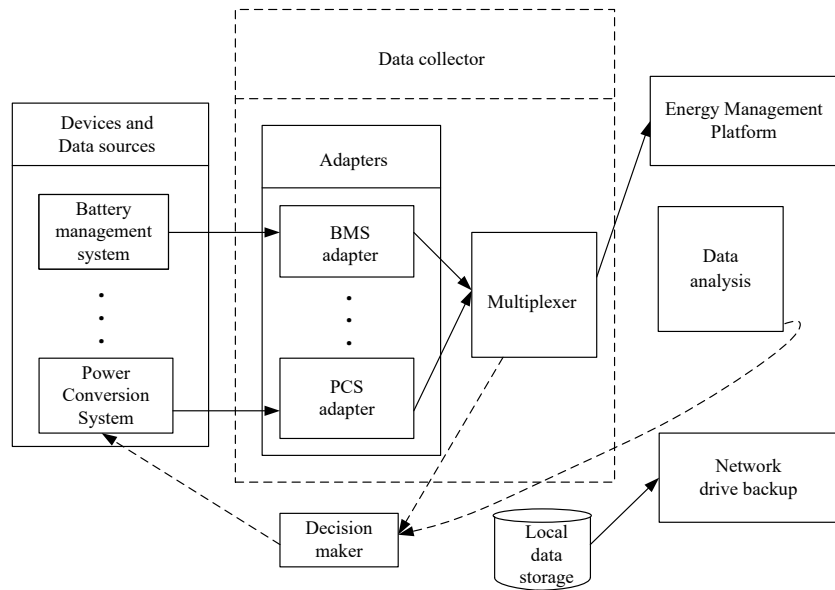 Data collector
Devices and
Data sources
Adapters
Energy Management
Platform
Battery
management
system
BMS
adapter
Multiplexer
Data
analysis
Power
Conversion
System
PCS
adapter
Network
drive backup
Decision
maker
Local
data
storage